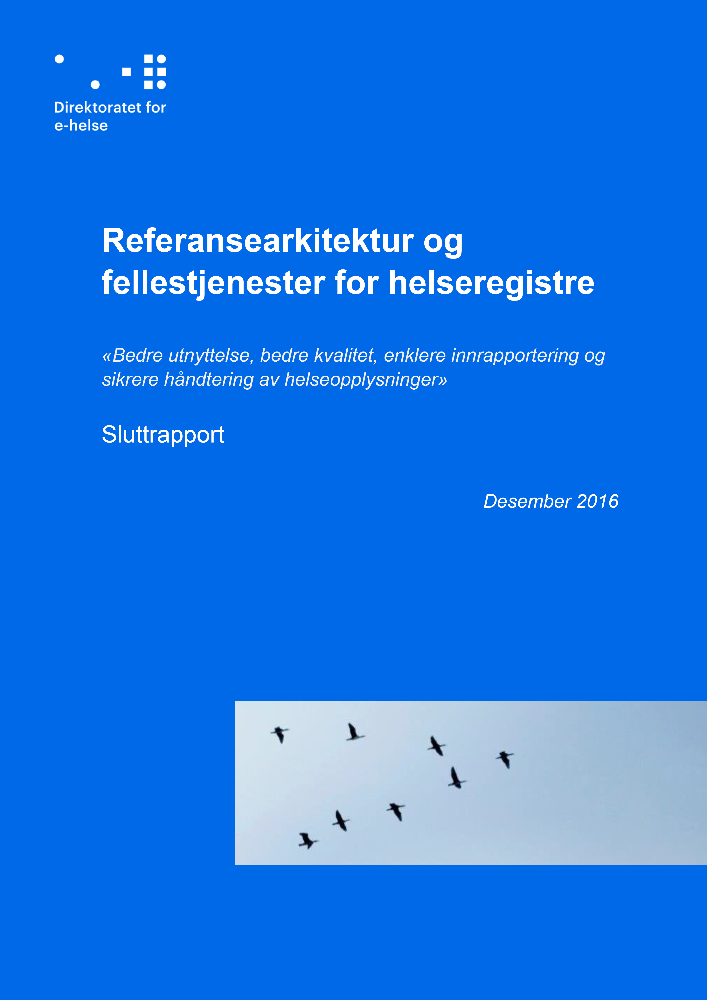 Direktoratet for
e-helse
Referansearkitektur og
fellestjenester for helseregistre
«Bedre utnyttelse, bedre kvalitet, enklere innrapportering og
sikrere håndtering av helseopplysninger»
Sluttrapport
Desember 2016